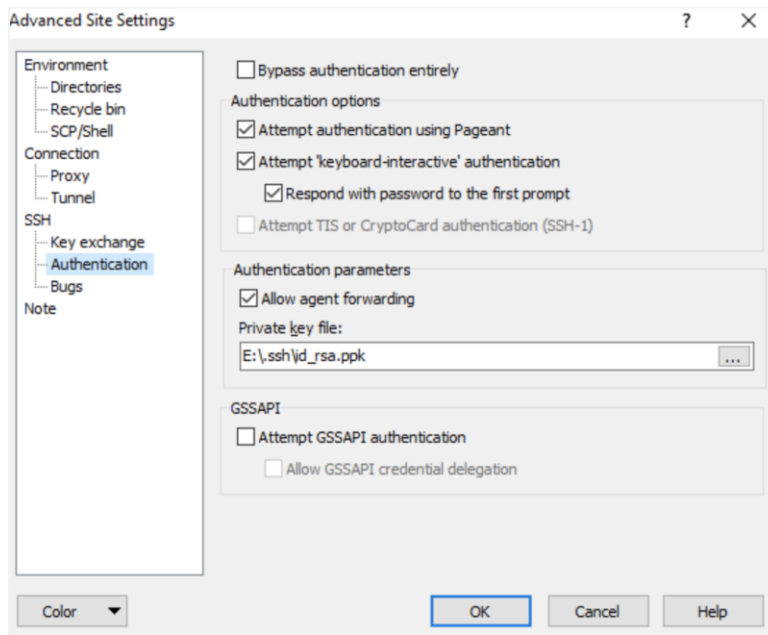 Advanced Site Settings ? ✕
Environment
Directories
Recycle bin
SCP/Shell
Connection
Proxy
Tunnel
SSH
Key exchange
Authentication
Bugs
Note
Bypass authentication entirely
Authentication options
Attempt authentication using Pageant
Attempt 'keyboard-interactive' authentication
Respond with password to the first prompt
Attempt TIS or CryptoCard authentication (SSH-1)
Authentication parameters
Allow agent forwarding
Private key file:
E:\.ssh\id_rsa.ppk
...
GSSAPI
Attempt GSSAPI authentication
Allow GSSAPI credential delegation
Color
OK
Cancel
Help